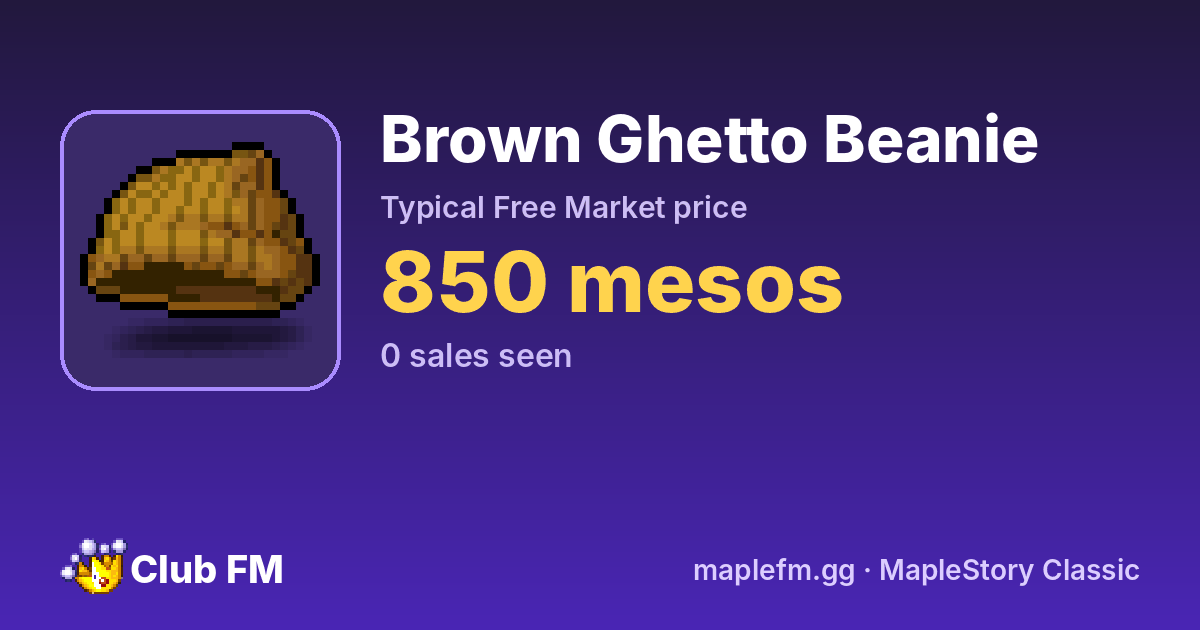 Brown Ghetto Beanie
Typical Free Market price
850 mesos
0 sales seen
Club FM
maplefm.gg · MapleStory Classic